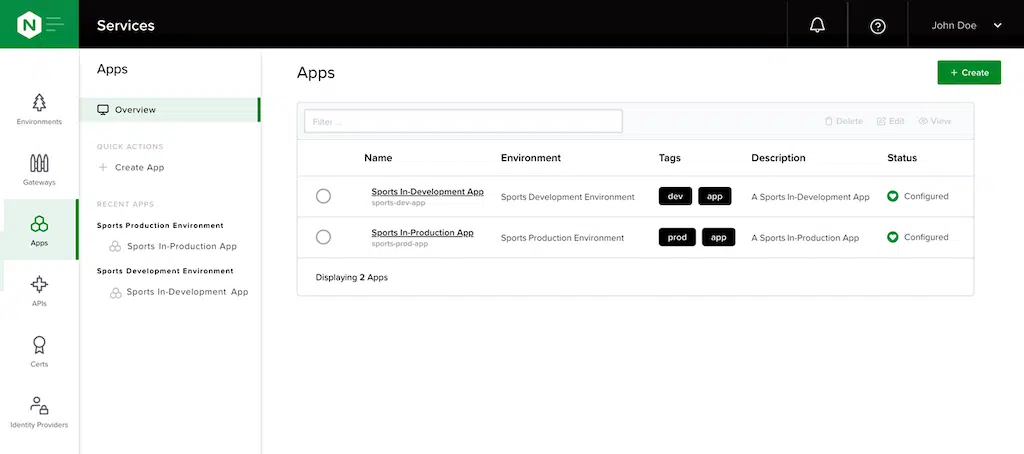 N
Services
John Doe
Environments
Gateways
Apps
APIs
Certs
Identity Providers
Apps
Overview
QUICK ACTIONS
+ Create App
RECENT APPS
Sports Production Environment
Sports In-Production App
Sports Development Environment
Sports In-Development App
Apps
+ Create
Filter ...
Delete Edit View
Name Environment Tags Description Status
Sports In-Development App Sports Development Environment dev app A Sports In-Development App Configured
sports-dev-app
Sports In-Production App Sports Production Environment prod app A Sports In-Production App Configured
sports-prod-app
Displaying 2 Apps